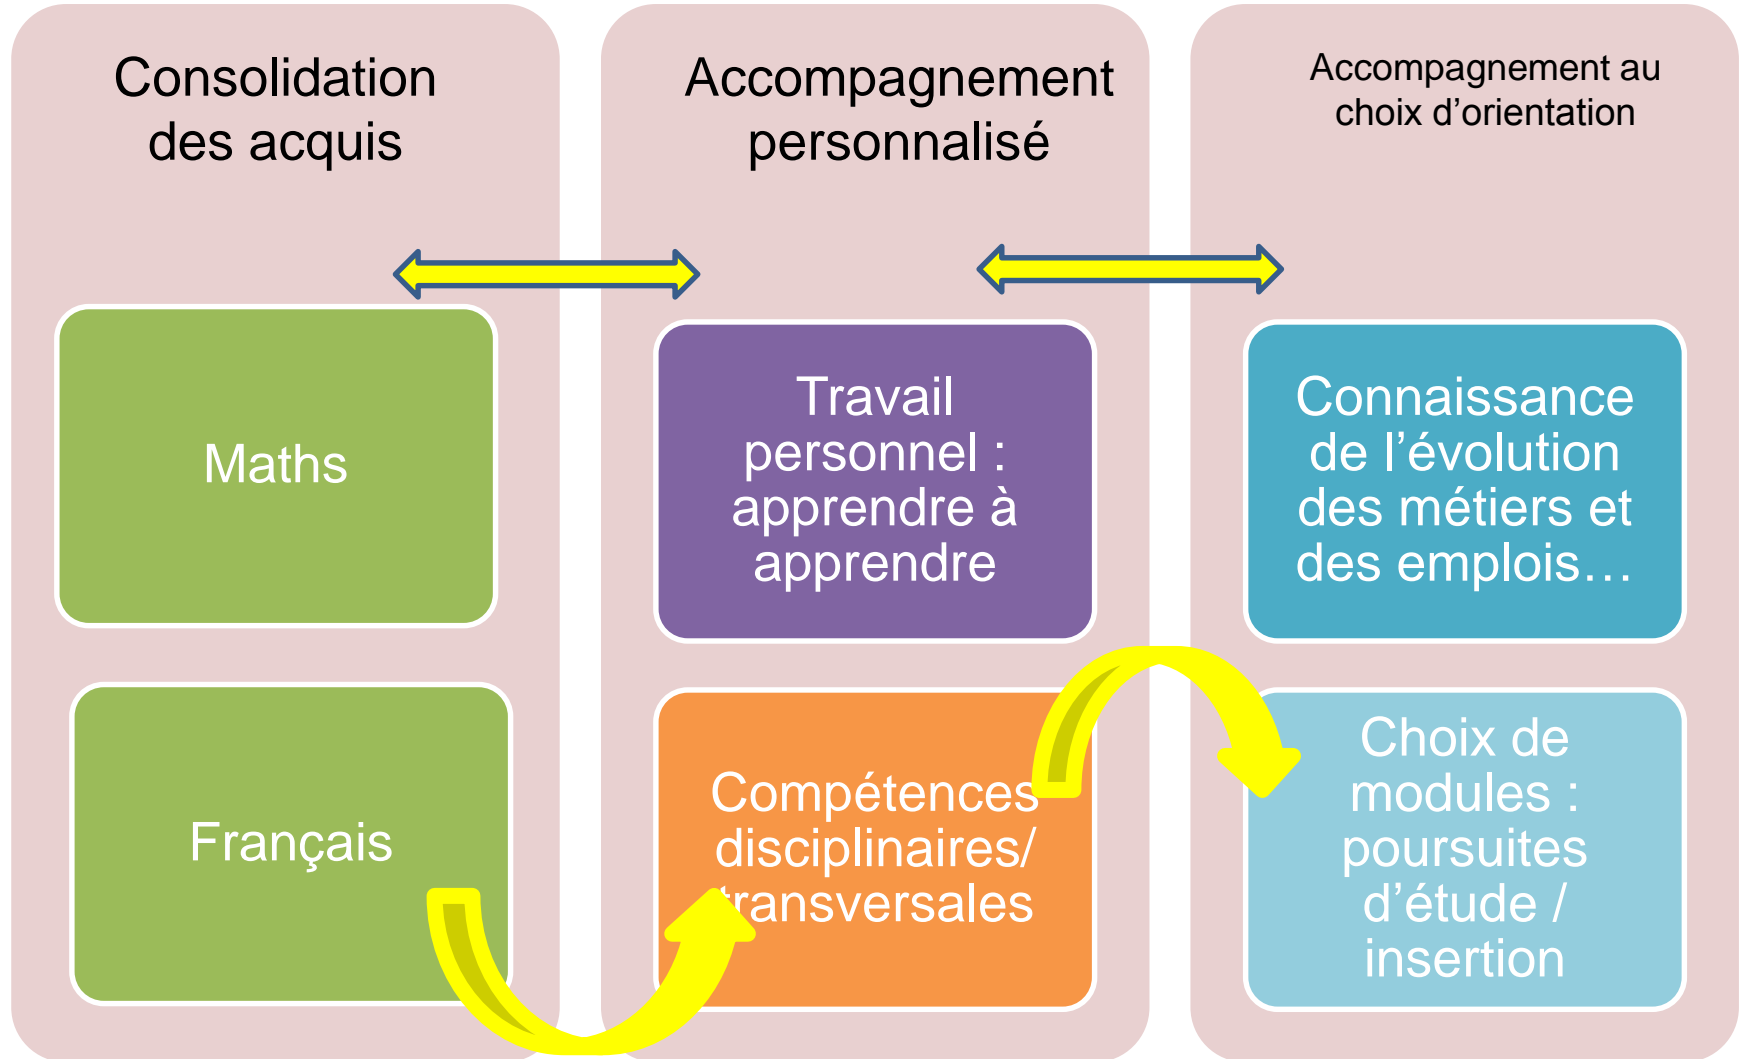 Consolidation
des acquis
Maths
Français
Accompagnement
personnalisé
Travail
personnel :
apprendre à
apprendre
Compétences
disciplinaires/
transversales
Accompagnement au
choix d’orientation
Connaissance
de l’évolution
des métiers et
des emplois…
Choix de
modules :
poursuites
d’étude /
insertion